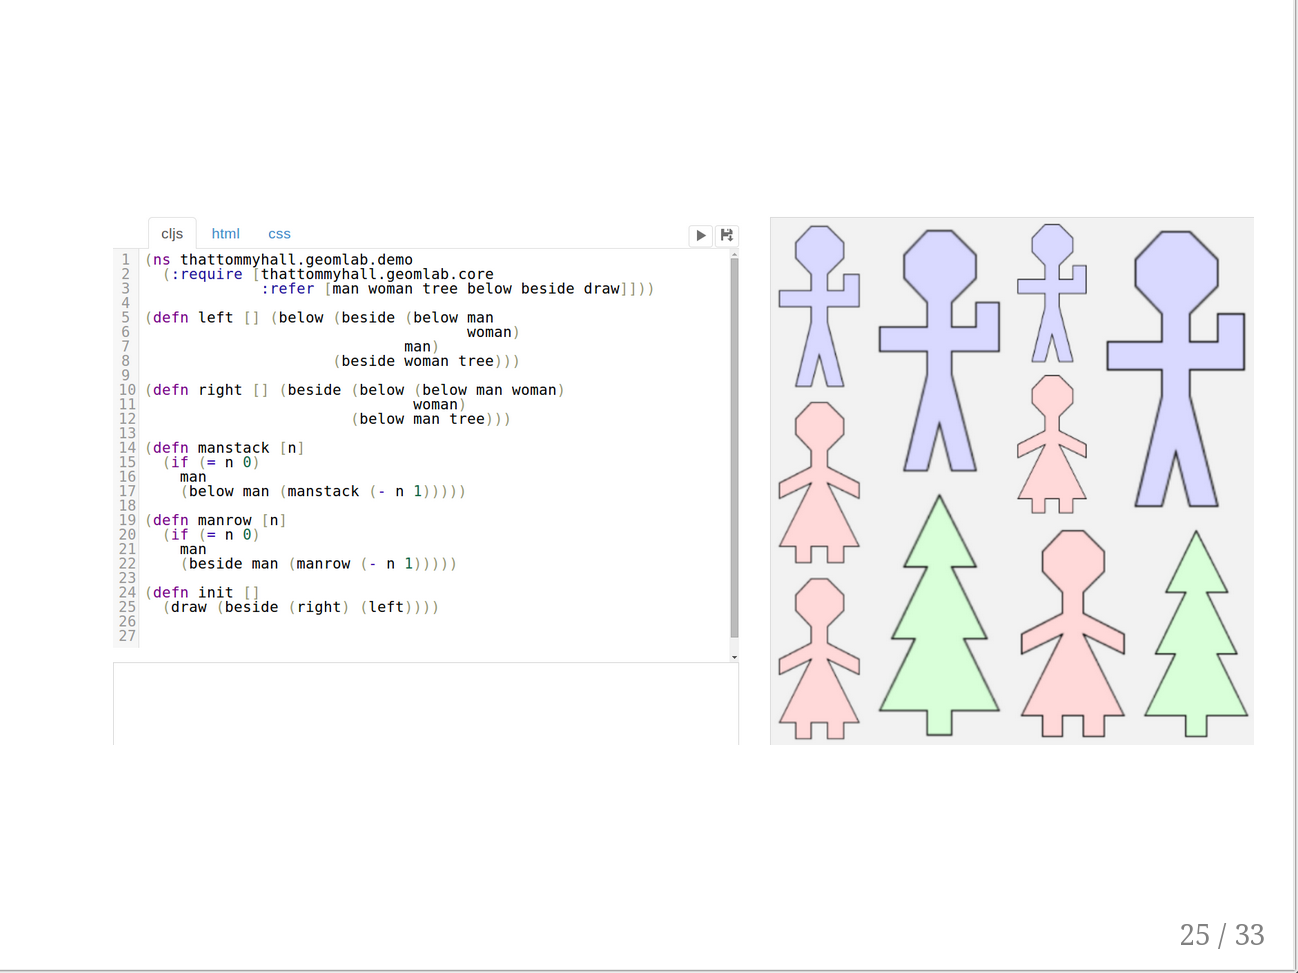 cljs html css
1 (ns thattommyhall.geomlab.demo
2   (:require [thattommyhall.geomlab.core
3              :refer [man woman tree below beside draw]]))
4
5 (defn left [] (below (beside (below man
6                                     woman)
7                              man)
8                      (beside woman tree)))
9
10 (defn right [] (beside (below (below man woman)
11                               woman)
12                        (below man tree)))
13
14 (defn manstack [n]
15   (if (= n 0)
16     man
17     (below man (manstack (- n 1)))))
18
19 (defn manrow [n]
20   (if (= n 0)
21     man
22     (beside man (manrow (- n 1)))))
23
24 (defn init []
25   (draw (beside (right) (left))))
26
27
25 / 33